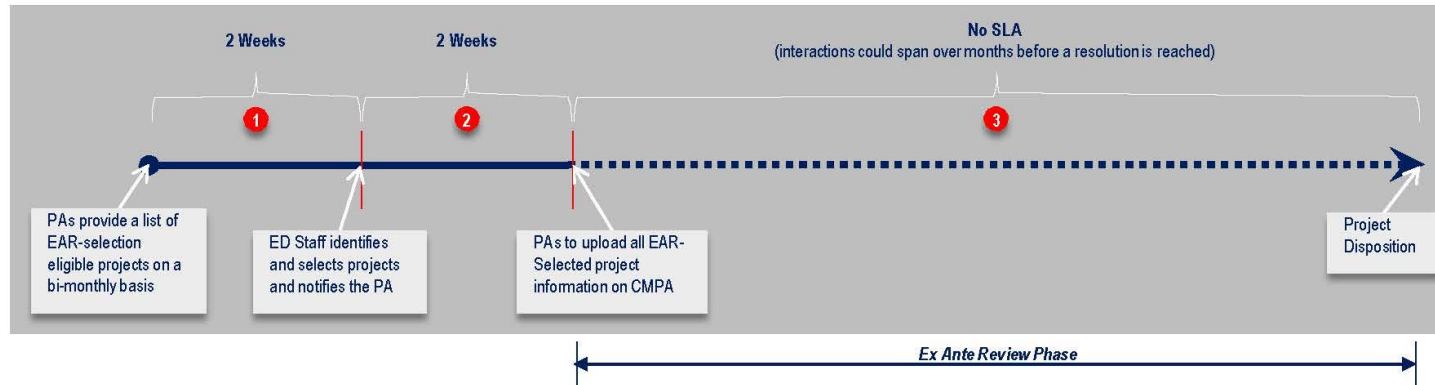 2 Weeks
2 Weeks
No SLA
(interactions could span over months before a resolution is reached)
1
2
3
PAs provide a list of
EAR-selection
eligible projects on a
bi-monthly basis
ED Staff identifies
and selects projects
and notifies the PA
PAs to upload all EAR-
Selected project
information on CMPA
Project
Disposition
Ex Ante Review Phase